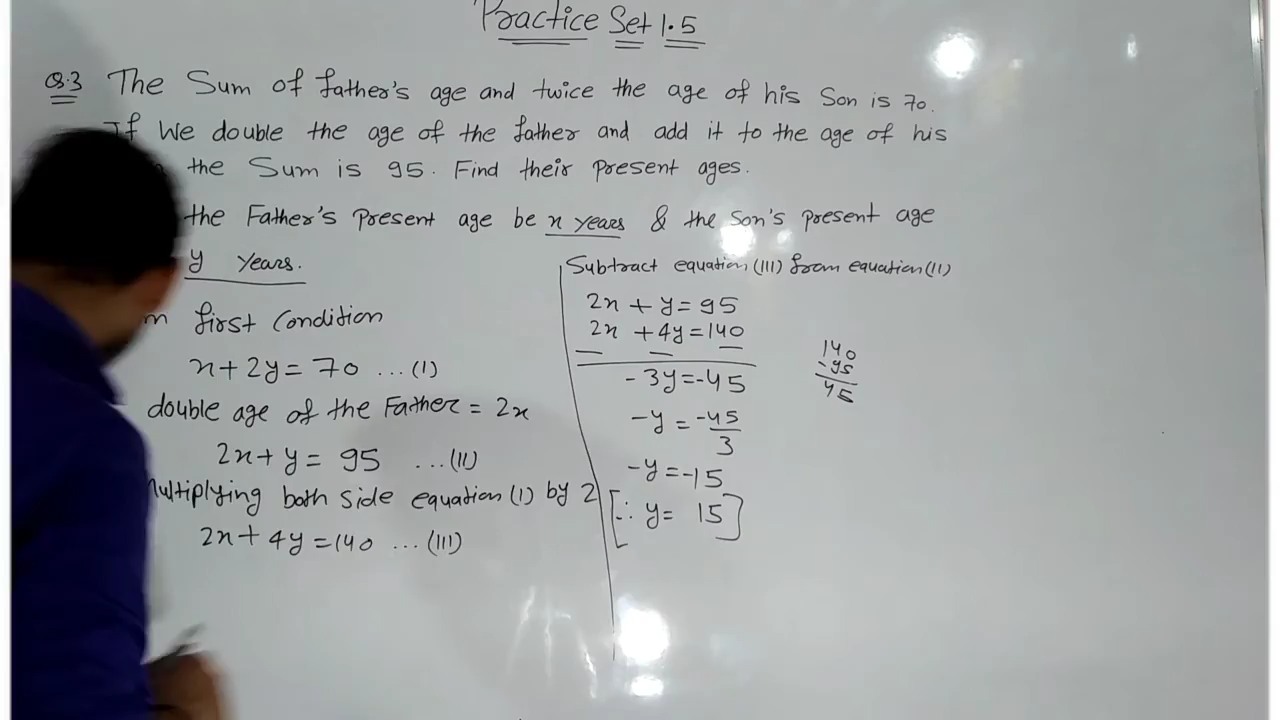 Practice Set 1.5
Q.3 The Sum of father's age and twice the age of his Son is 70.
If We double the age of the father and add it to the age of his
the Sum is 95. Find their present ages.
the Father's Present age be x years & the Son's present age
y years.
first Condition
x + 2y = 70 ...(I)
double age of the Father = 2x
2x + y = 95 ...(II)
Multiplying both Side equation (I) by 2
2x + 4y = 140 ...(III)
Subtract equation (III) from equation (II)
2x + y = 95
2x + 4y = 140
- - -
- 3y = -45
-y = -45/3
-y = -15
[∴ y = 15]
140
- 95
45